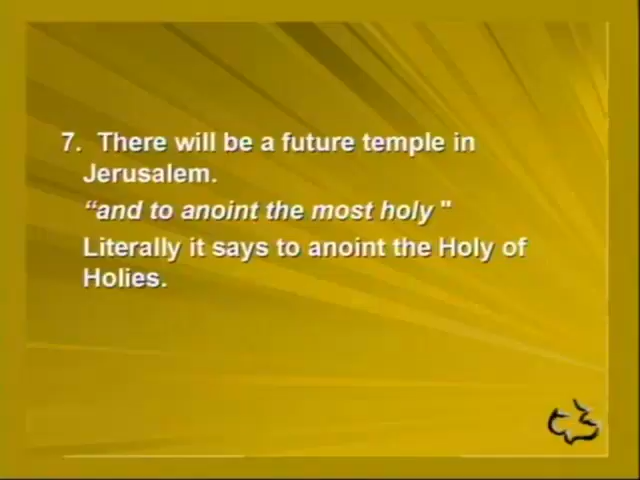 7. There will be a future temple in
Jerusalem.
“and to anoint the most holy "
Literally it says to anoint the Holy of
Holies.